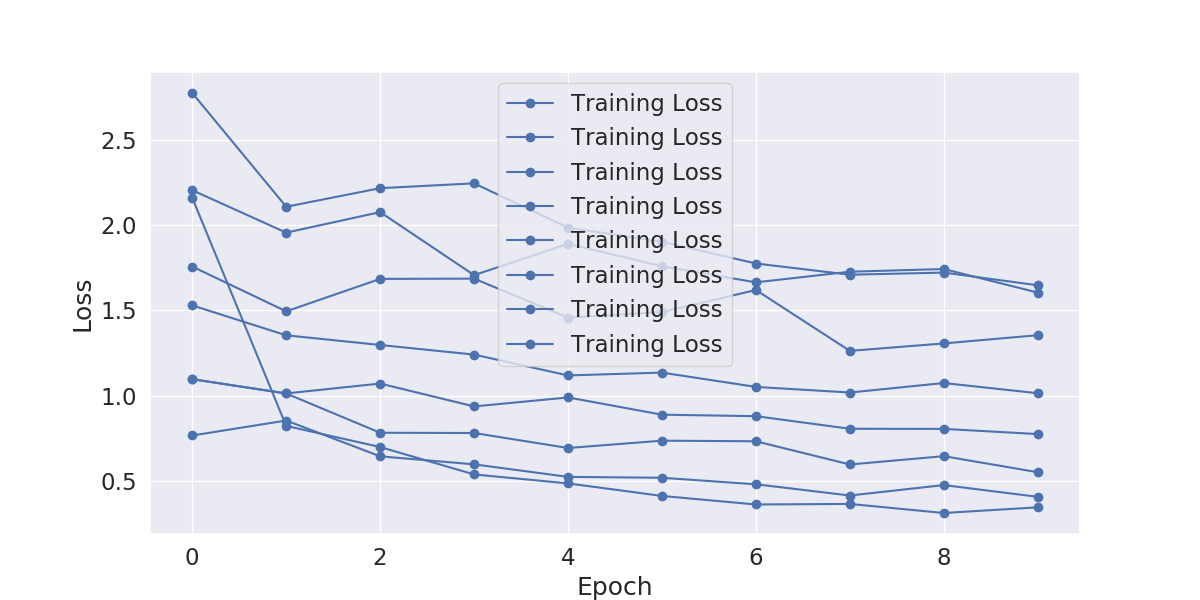 2.5
2.0
1.5
1.0
0.5
Loss
Training Loss
Training Loss
Training Loss
Training Loss
Training Loss
Training Loss
Training Loss
Training Loss
0 2 4 6 8
Epoch